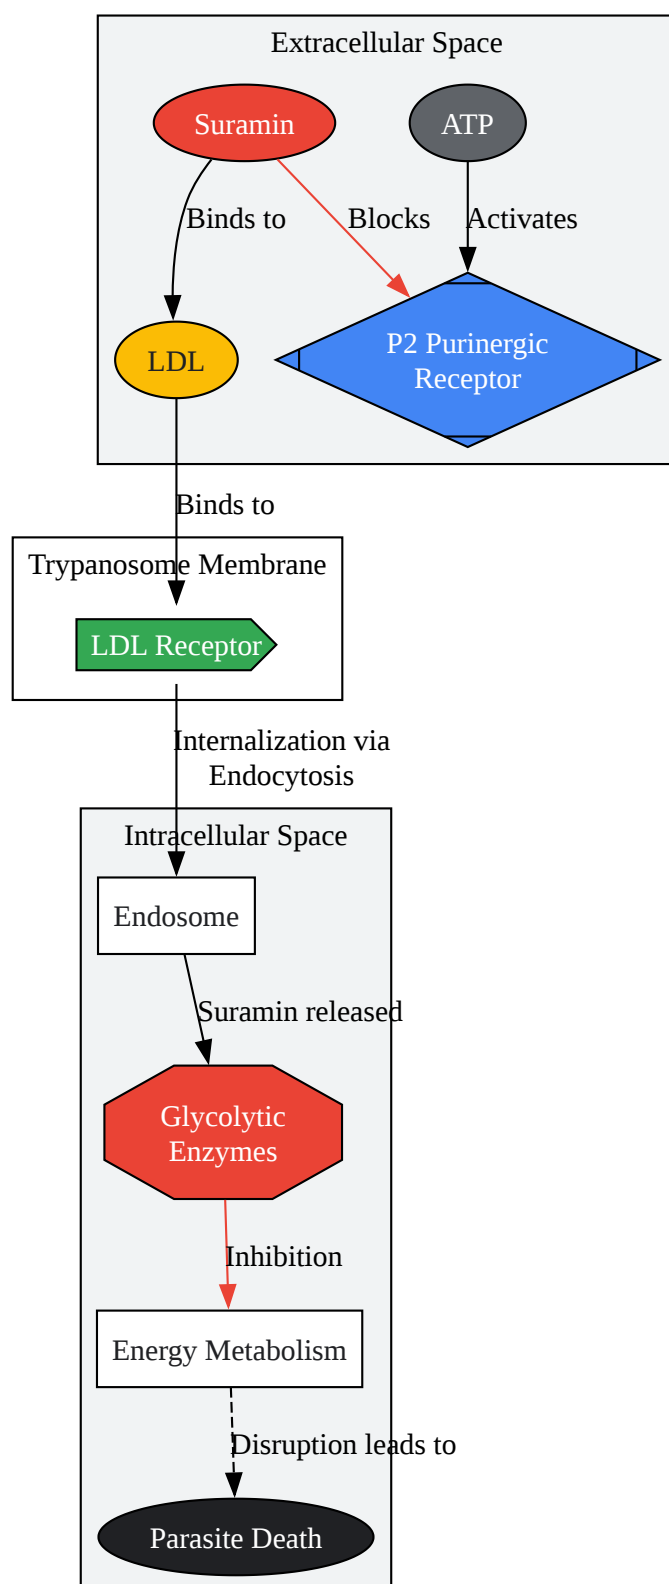 Extracellular Space
Suramin
ATP
Binds to
Blocks
Activates
LDL
P2 Purinergic
Receptor
Binds to
Trypanosome Membrane
LDL Receptor
Internalization via
Endocytosis
Intracellular Space
Endosome
Suramin released
Glycolytic
Enzymes
Inhibition
Energy Metabolism
Disruption leads to
Parasite Death